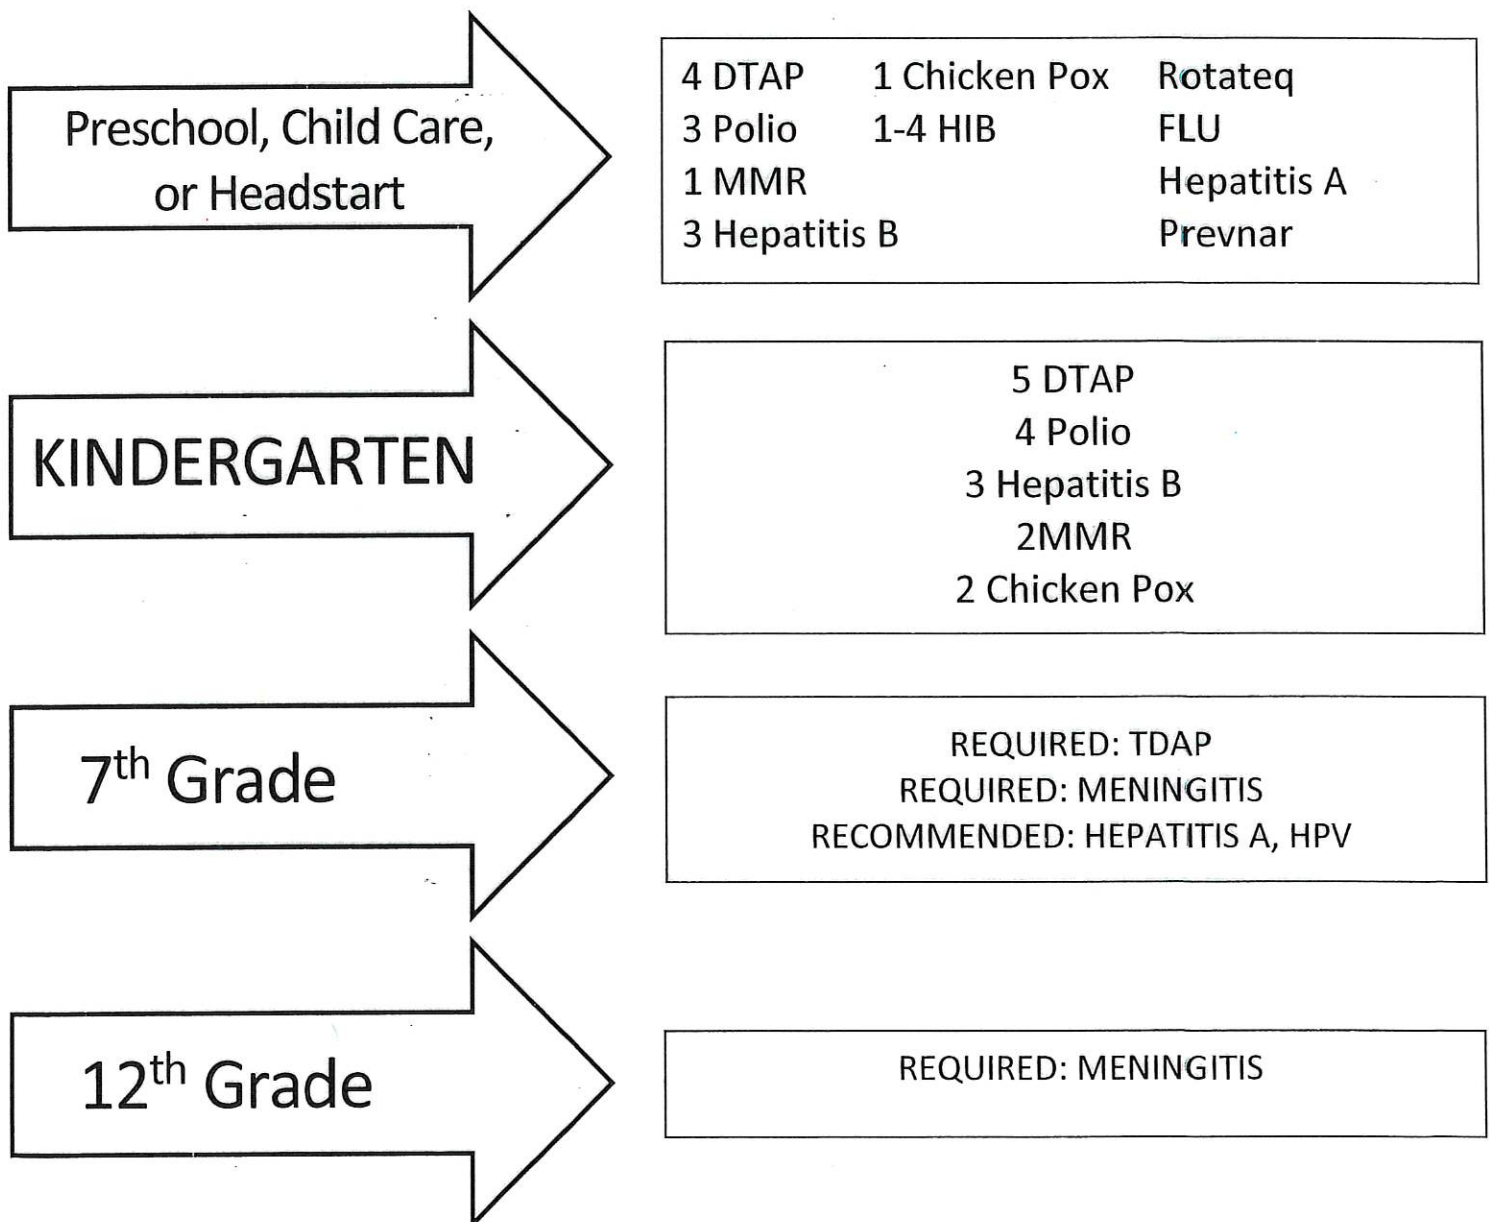 Preschool, Child Care,
or Headstart
4 DTAP 1 Chicken Pox Rotateq
3 Polio 1-4 HIB FLU
1 MMR Hepatitis A
3 Hepatitis B Prevnar
KINDERGARTEN
5 DTAP
4 Polio
3 Hepatitis B
2MMR
2 Chicken Pox
7th Grade
REQUIRED: TDAP
REQUIRED: MENINGITIS
RECOMMENDED: HEPATITIS A, HPV
12th Grade
REQUIRED: MENINGITIS